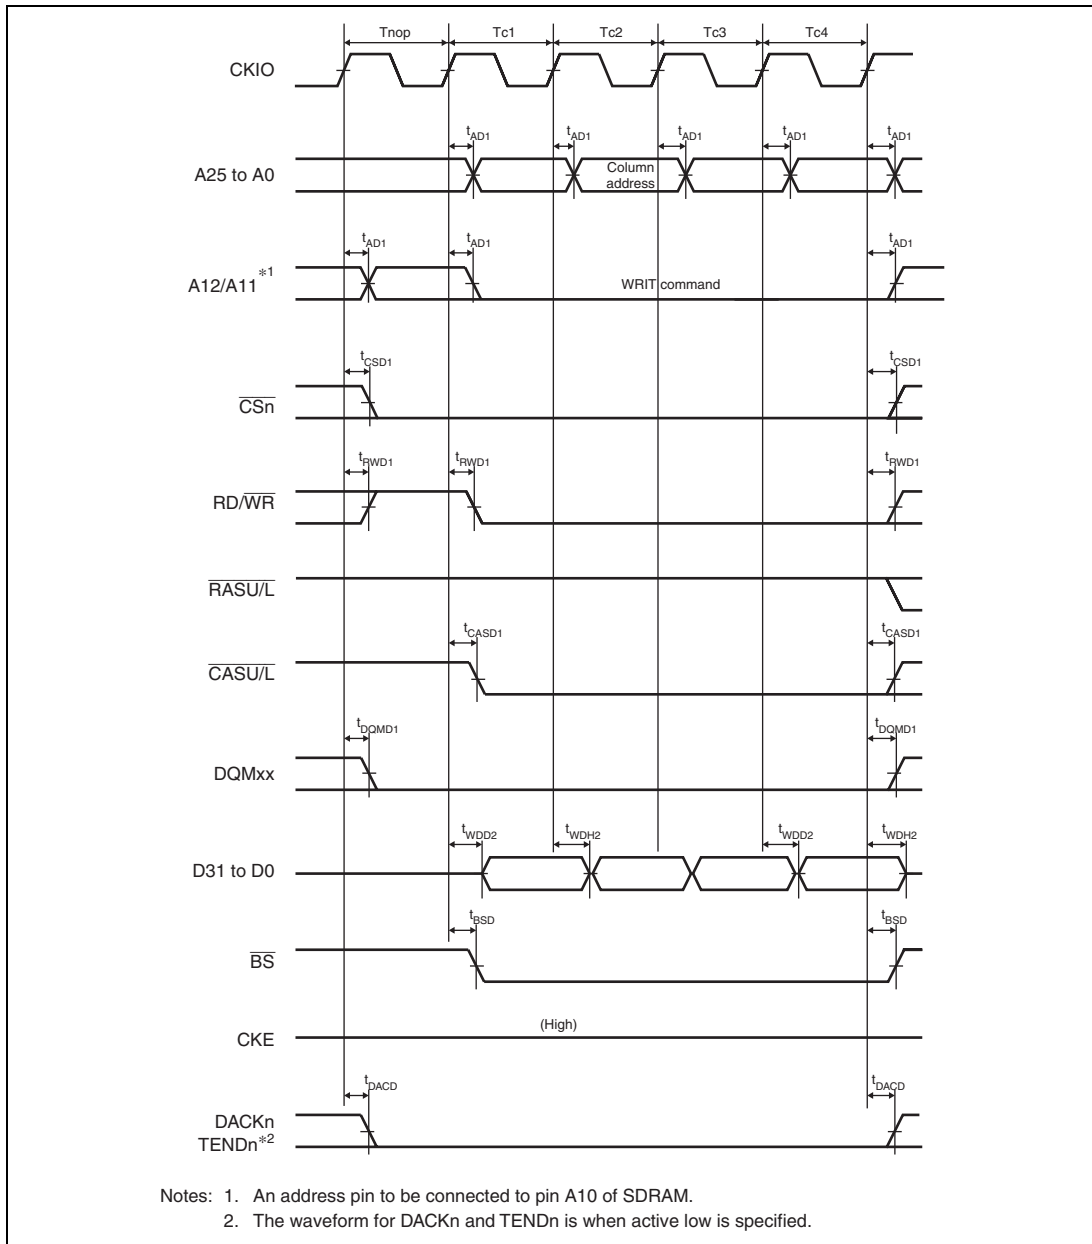 Tnop Tc1 Tc2 Tc3 Tc4
CKIO
tAD1 tAD1 tAD1 tAD1 tAD1
A25 to A0
Column
address
tAD1 tAD1 tAD1
A12/A11*1
WRIT command
tCSD1 tCSD1
CSn
tRWD1 tRWD1 tRWD1
RD/WR
RASU/L
tCASD1 tCASD1
CASU/L
tDQMD1 tDQMD1
DQMxx
tWDD2 tWDH2 tWDD2 tWDH2
D31 to D0
tBSD tBSD
BS
(High)
CKE
tDACD tDACD
DACKn
TENDn*2
Notes: 1. An address pin to be connected to pin A10 of SDRAM.
2. The waveform for DACKn and TENDn is when active low is specified.